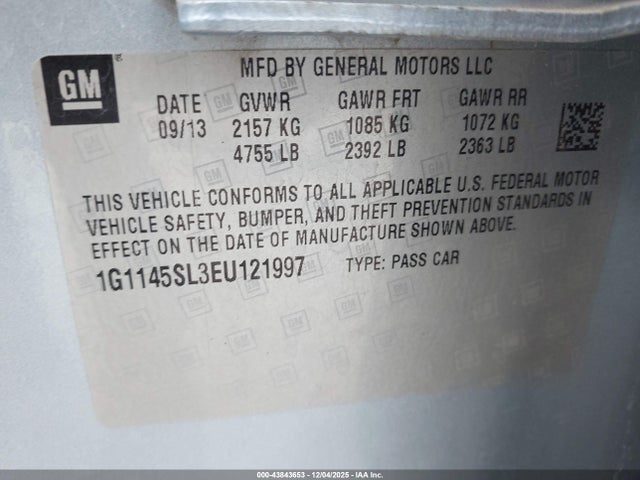 GM
MFD BY GENERAL MOTORS LLC
DATE GVWR GAWR FRT GAWR RR
09/13 2157 KG 1085 KG 1072 KG
4755 LB 2392 LB 2363 LB
THIS VEHICLE CONFORMS TO ALL APPLICABLE U.S. FEDERAL MOTOR
VEHICLE SAFETY, BUMPER, AND THEFT PREVENTION STANDARDS IN
EFFECT ON THE DATE OF MANUFACTURE SHOWN ABOVE.
1G1145SL3EU121997 TYPE: PASS CAR
000-43843653 - 12/04/2025 - IAA Inc.